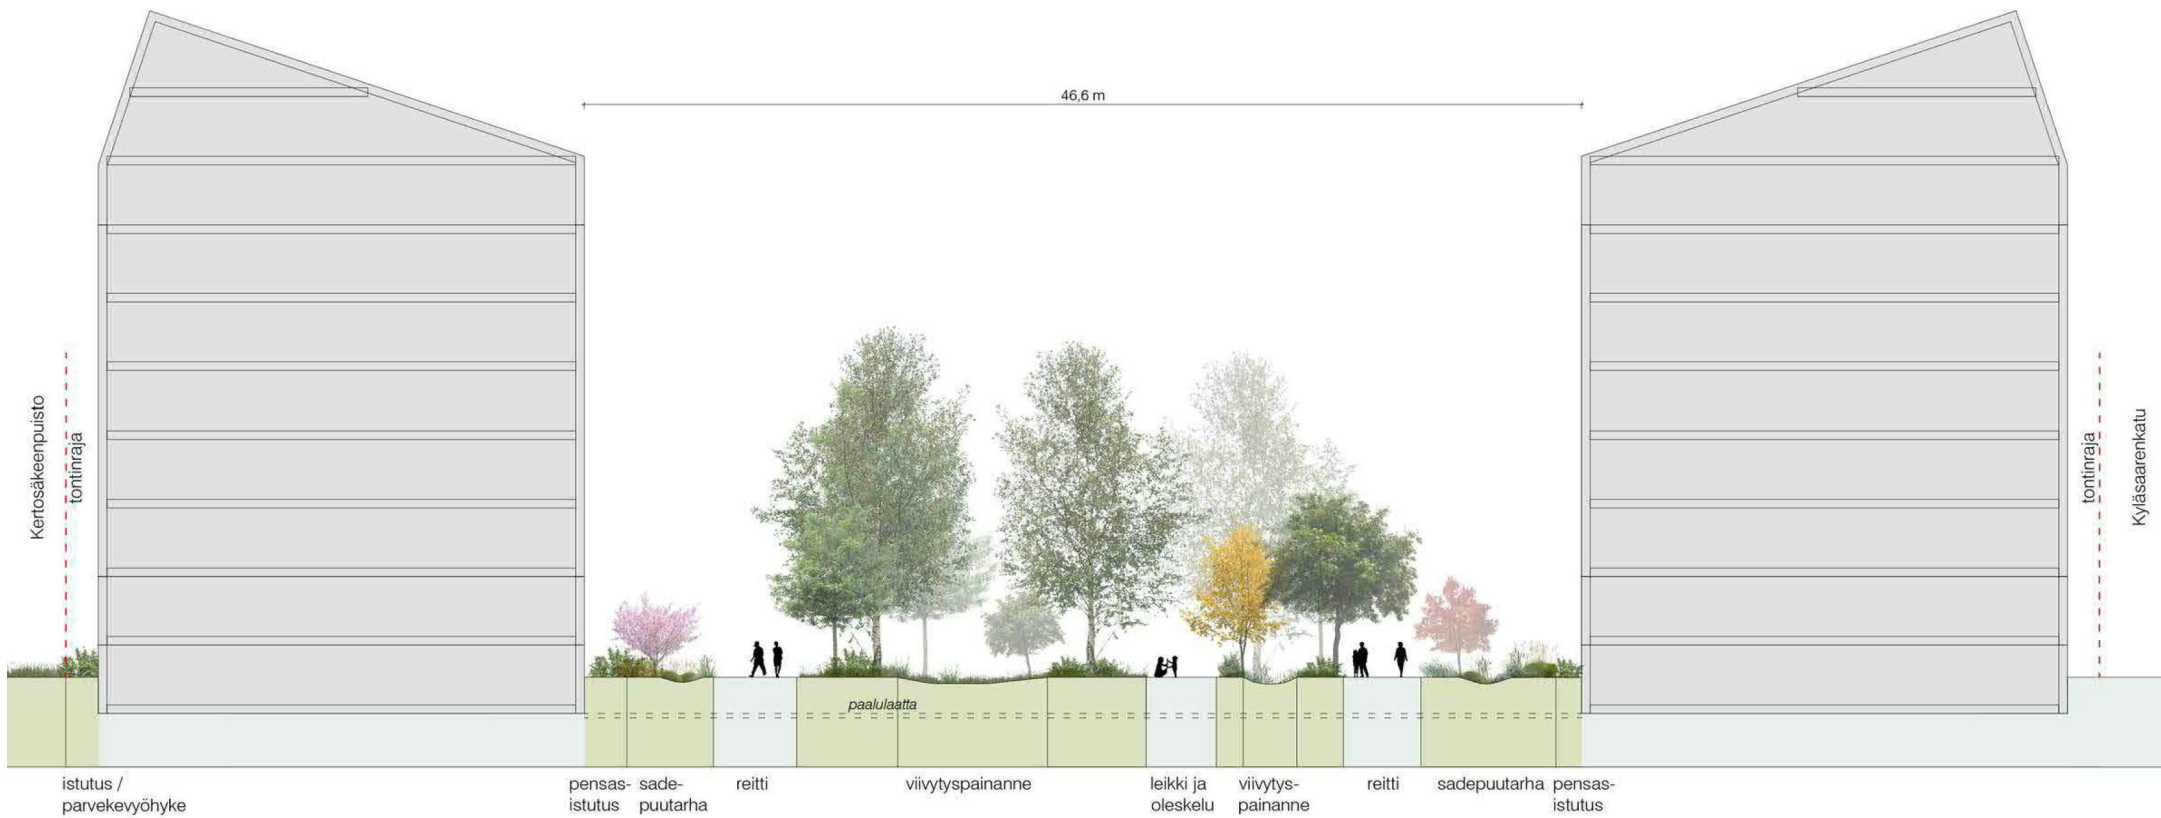 46,6 m
Kertosäkeenpuisto
tontinraja
tontinraja
Kyläsaarenkatu
paalulaatta
istutus /
parvekevyöhyke
pensas-
istutus
sade-
puutarha
reitti
viivytyspainanne
leikki ja
oleskelu
viivytys-
painanne
reitti
sadepuutarha
pensas-
istutus